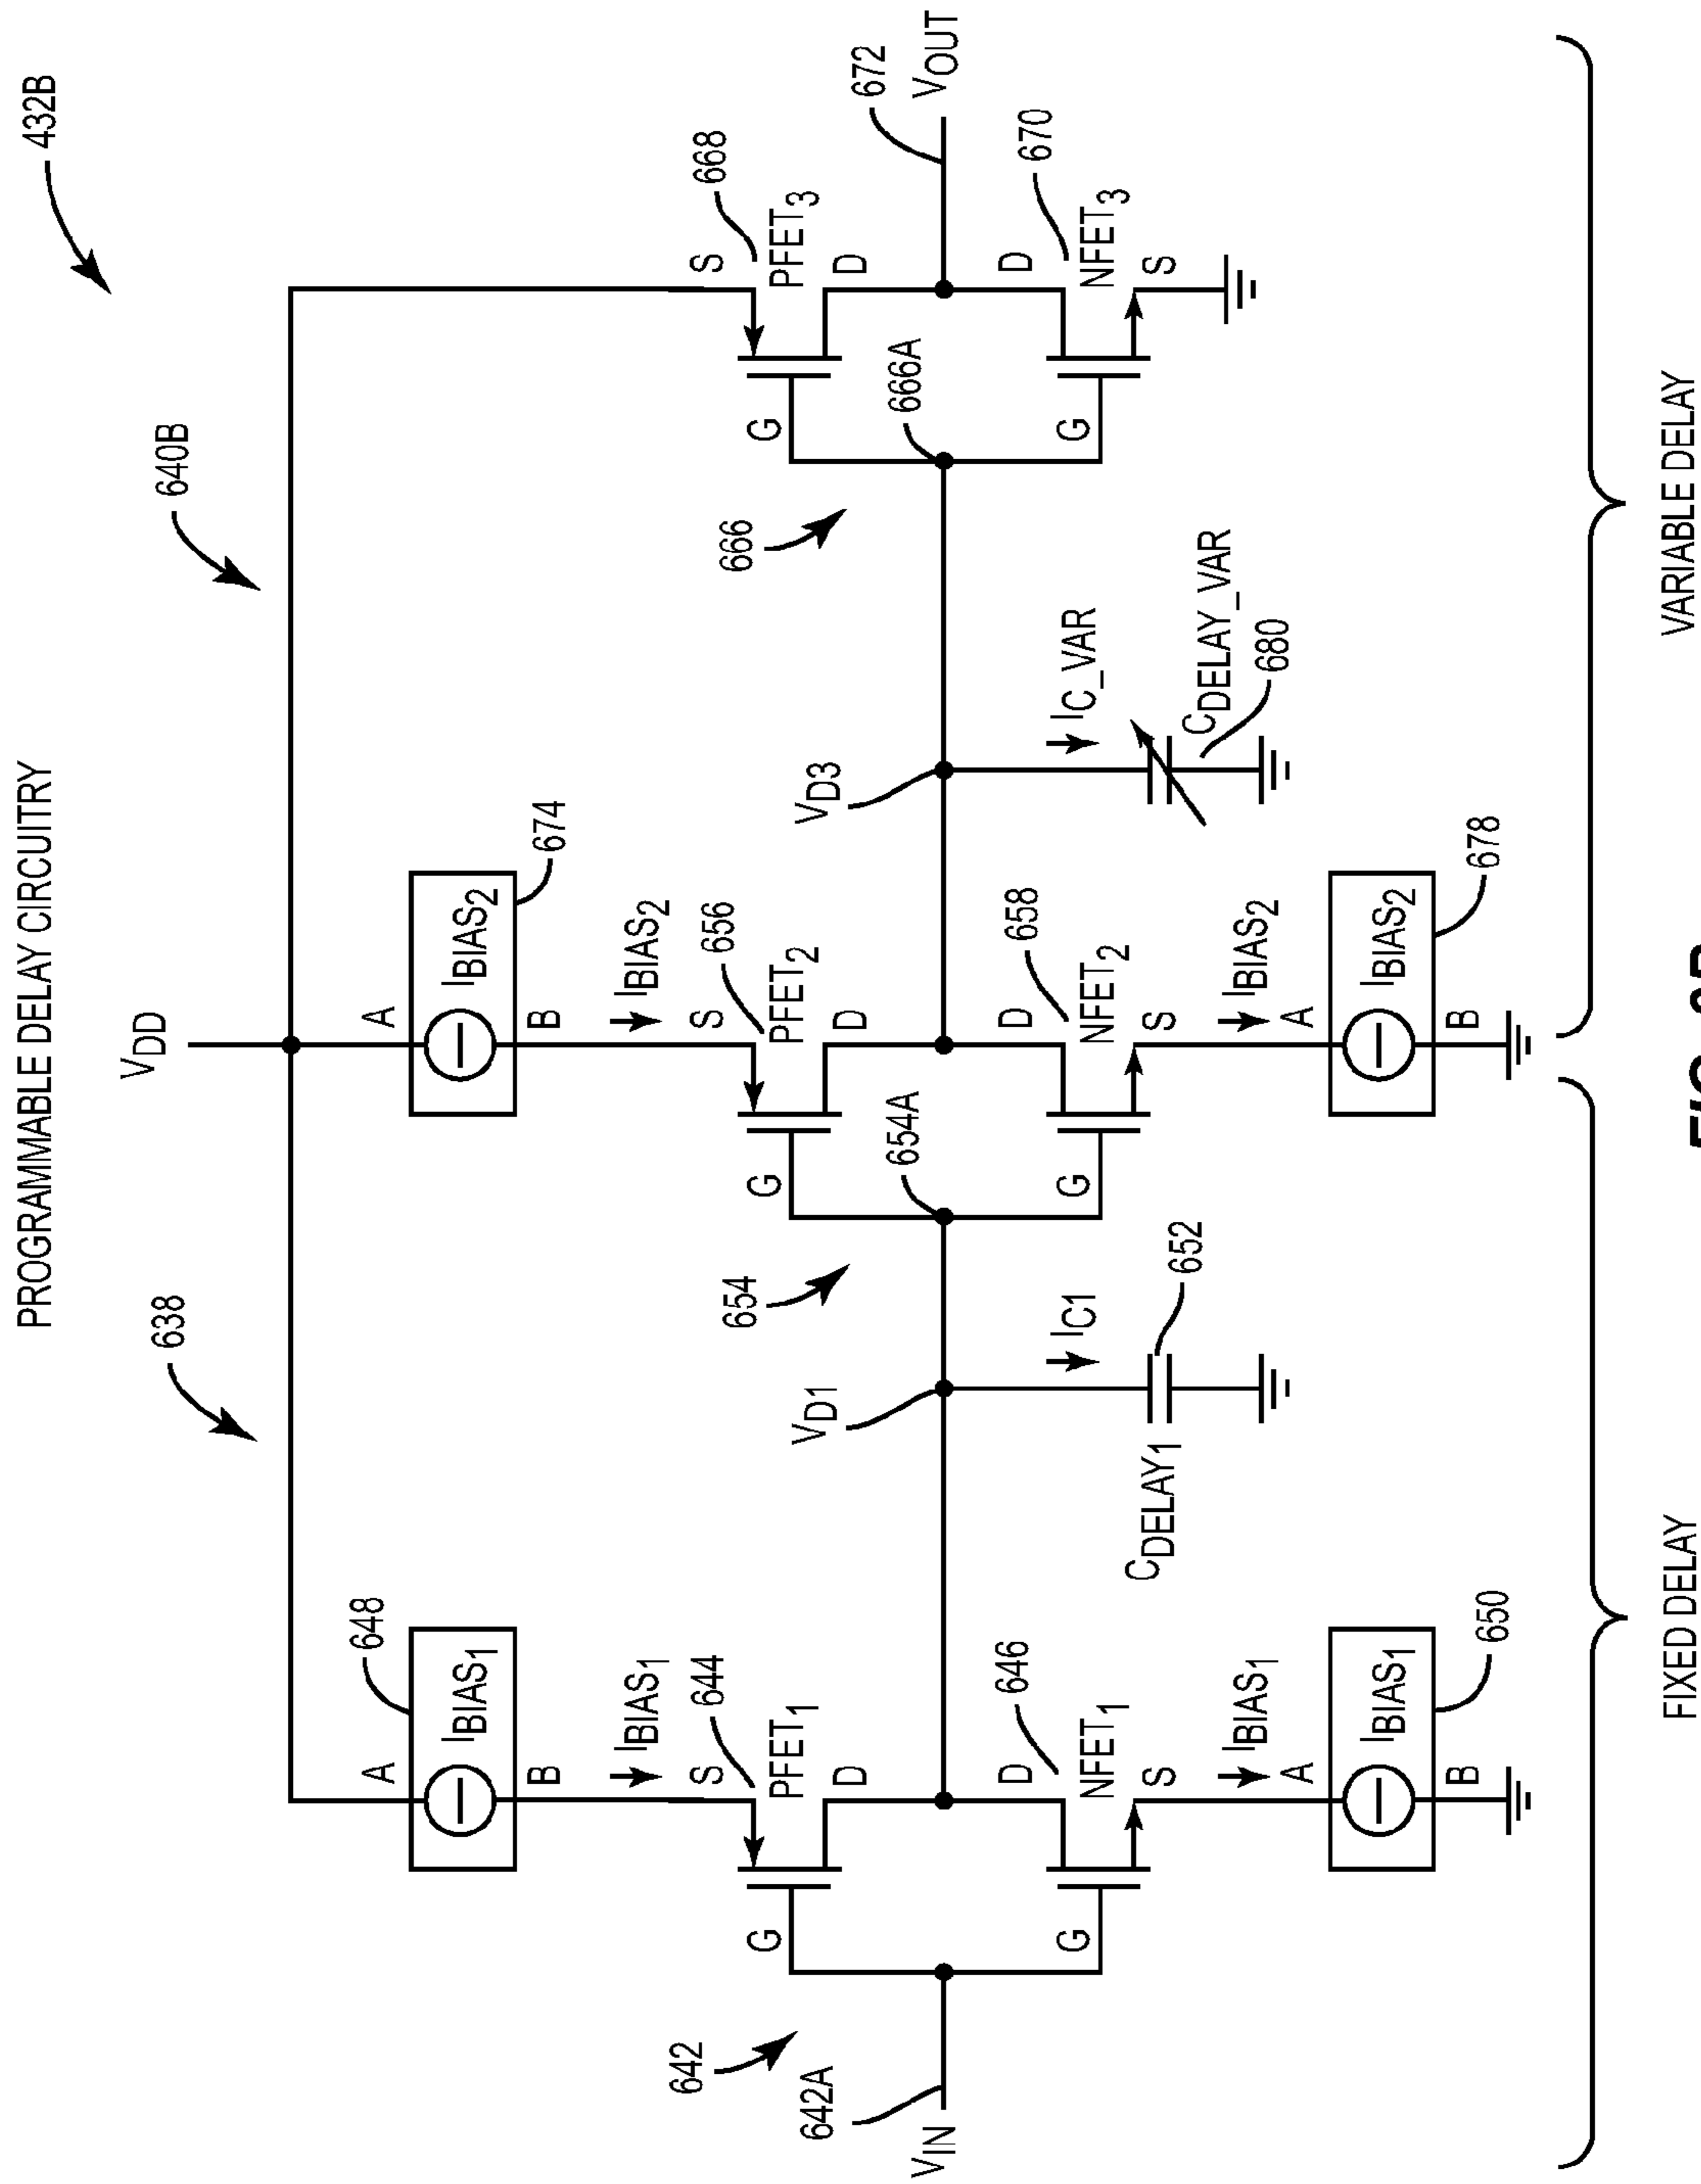 PROGRAMMABLE DELAY CIRCUITRY
432B
VDD
638
640B
648
A
IBIAS1
B
A
IBIAS2
B
674
IBIAS1
S
644
PFET1
G
D
IBIAS2
S
656
PFET2
G
D
S
668
PFET3
G
D
642
642A
VIN
VD1
654
654A
VD3
666
666A
672
VOUT
646
D
NFET1
G
S
IC1
CDELAY1
652
658
D
NFET2
G
S
IC_VAR
CDELAY_VAR
680
670
D
NFET3
G
S
IBIAS1
A
IBIAS1
B
650
IBIAS2
A
IBIAS2
B
678
FIXED DELAY
VARIABLE DELAY
FIG.